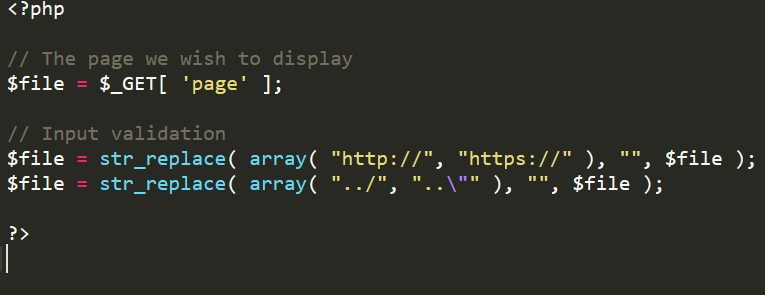 <?php
// The page we wish to display
$file = $_GET[ 'page' ];
// Input validation
$file = str_replace( array( "http://", "https://" ), "", $file );
$file = str_replace( array( "../", "..\"" ), "", $file );
?>